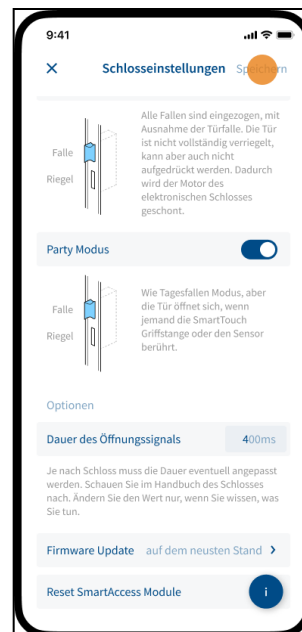 9:41
Schlosseinstellungen Speichern
Alle Fallen sind eingezogen, mit
Ausnahme der Türfalle. Die Tür
ist nicht vollständig verriegelt,
kann aber auch nicht
aufgedrückt werden. Dadurch
wird der Motor des
elektronischen Schlosses
geschont.
Falle
Riegel
Party Modus
Wie Tagesfallen Modus, aber
die Tür öffnet sich, wenn
jemand die SmartTouch
Griffstange oder den Sensor
berührt.
Falle
Riegel
Optionen
Dauer des Öffnungssignals 400ms
Je nach Schloss muss die Dauer eventuell angepasst
werden. Schauen Sie im Handbuch des Schlosses
nach. Ändern Sie den Wert nur, wenn Sie wissen, was
Sie tun.
Firmware Update auf dem neusten Stand
Reset SmartAccess Module i